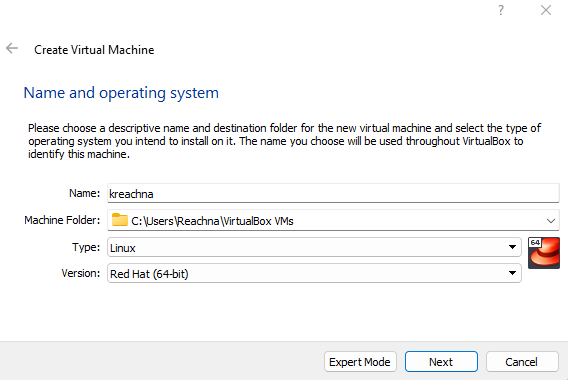 ?
Create Virtual Machine
Name and operating system
Please choose a descriptive name and destination folder for the new virtual machine and select the type of
operating system you intend to install on it. The name you choose will be used throughout VirtualBox to
identify this machine.
Name: kreachna
Machine Folder: C:\Users\Reachna\VirtualBox VMs
Type: Linux
64
Version: Red Hat (64-bit)
Expert Mode Next Cancel